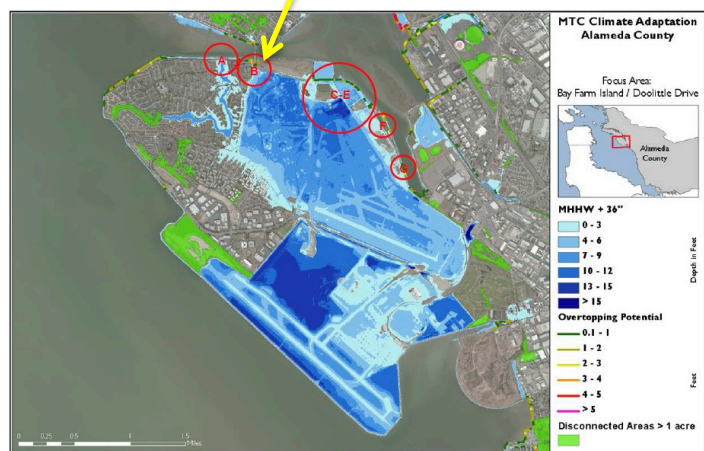 A
B
C-E
F
G
MTC Climate Adaptation
Alameda County
Focus Area:
Bay Farm Island / Doolittle Drive
Alameda
County
MHHW + 36"
0 - 3
4 - 6
7 - 9
10 - 12
13 - 15
> 15
Depth in Feet
Overtopping Potential
0.1 - 1
1 - 2
2 - 3
3 - 4
4 - 5
> 5
Feet
Disconnected Areas > 1 acre
0 0.25 0.5 1 1.5
Miles